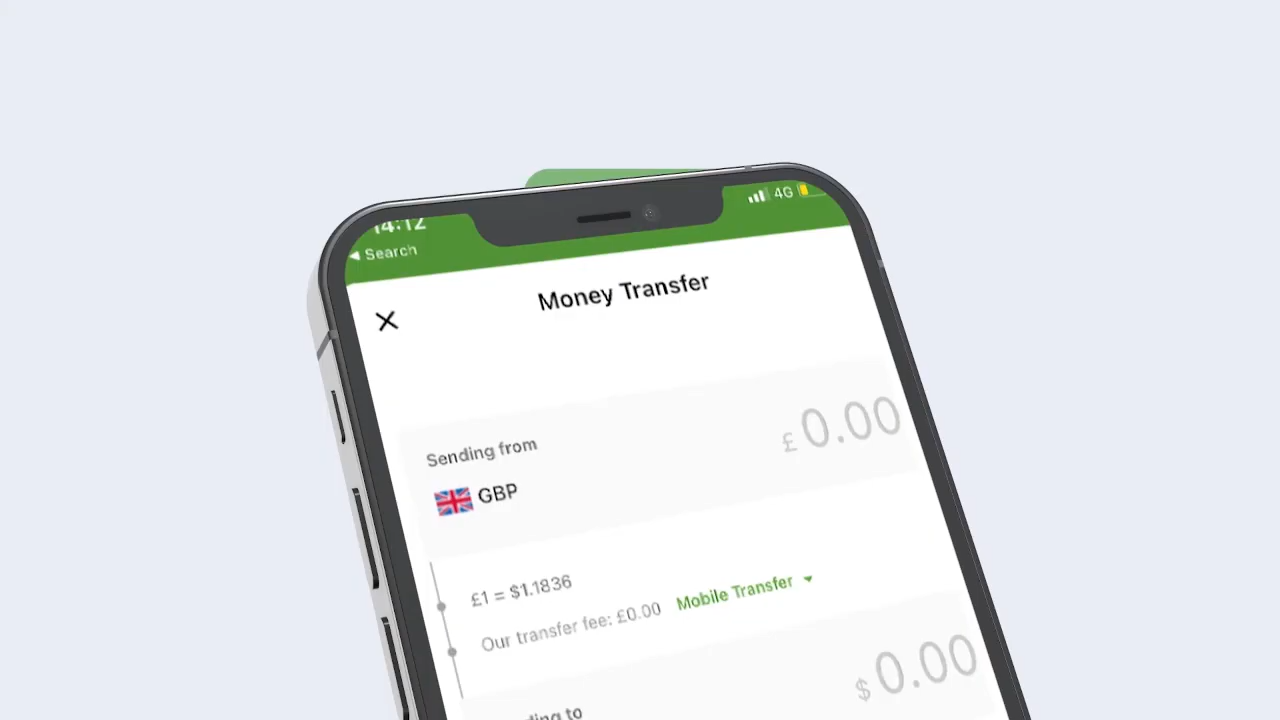 14:12
4G
◀ Search
Money Transfer
Sending from
£ 0.00
GBP
£1 = $1.1836
Our transfer fee: £0.00 Mobile Transfer
$ 0.00
to